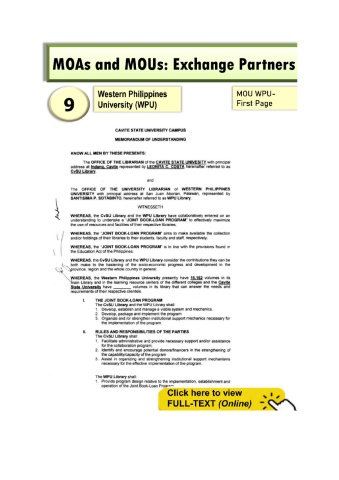 MOAs and MOUs: Exchange Partners
9
Western Philippines
University (WPU)
MOU WPU-
First Page
CAVITE STATE UNIVERSITY CAMPUS
MEMORANDUM OF UNDERSTANDING
KNOW ALL MEN BY THESE PRESENTS:
The OFFICE OF THE LIBRARIAN of the CAVITE STATE UNIVESITY with principal
address at Indang, Cavite represented by LEONITA C. COSTA hereinafter referred to as
CvSU Library.
and
The OFFICE OF THE UNIVERSITY LIBRARIAN of WESTERN PHILIPPINES
UNIVERSITY with principal address at San Juan Aborlan, Palawan, represented by
SANTISIMA P. SOTABINTO, hereinafter referred to as WPU Library.
WITNESSETH
WHEREAS, the CvSU Library and the WPU Library have collaboratively entered on an
understanding to undertake a "JOINT BOOK-LOAN PROGRAM" to effectively maximize
the use of resources and facilities of their respective libraries;
WHEREAS, the "JOINT BOOK-LOAN PROGRAM" aims to make available the collection
and/or holdings of their libraries to their students, faculty and staff, respectively.
WHEREAS, the "JOINT BOOK-LOAN PROGRAM" is in line with the provisions found in
the Education Act of the Philippines;
WHEREAS, the CvSU Library and the WPU Library consider the contributions they can be
both make to the hastening of the socio-economic progress and development in the
province, region and the whole country in general;
WHEREAS, the Western Philippines University presently have 16,162 volumes in its
main Library and in the learning resource centers of the different colleges and the Cavite
State University have ______ volumes in its library that can answer the needs and
requirements of their respective clienteles.
I. THE JOINT BOOK-LOAN PROGRAM
The CvSU Library and the WPU Library shall:
1. Develop, establish and manage a viable system and mechanics.
2. Develop, package and implement the program
3. Organize and /or strengthen institutional support mechanics necessary for
the implementation of the program.
II. RULES AND RESPONSIBILITIES OF THE PARTIES
The CvSU Library shall:
1. Facilitate administrative and provide necessary support and/or assistance
for the collaboration program;
2. Identify and encourage potential donors/financers in the strengthening of
the capability/capacity of the program
3. Assist in organizing and strengthening institutional support mechanisms
necessary for the effective implementation of the program.
The WPU Library shall:
1. Provide program design relative to the implementation, establishment and
operation of the Joint Book-Loan Program
Click here to view
FULL-TEXT (Online)